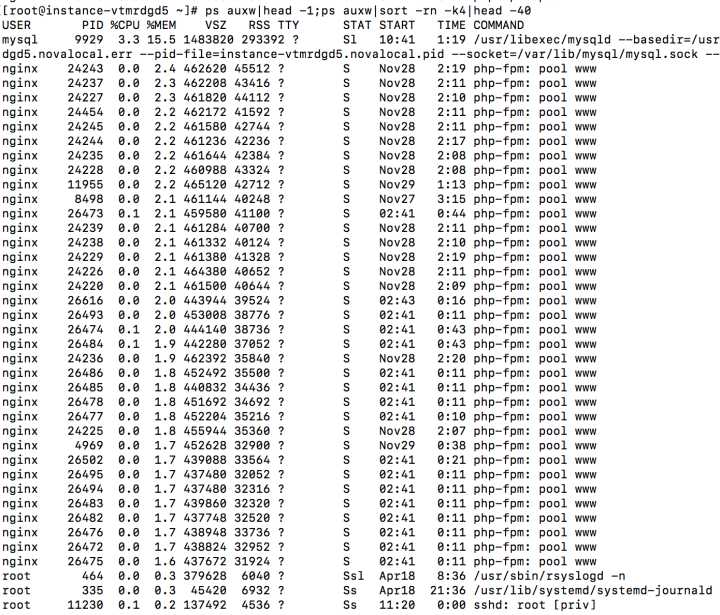 [root@instance-vtmrdgd5 ~]# ps auxw|head -1;ps auxw|sort -rn -k4|head -40
USER PID %CPU %MEM VSZ RSS TTY STAT START TIME COMMAND
mysql 9929 3.3 15.5 1483820 293392 ? Sl 10:41 1:19 /usr/libexec/mysqld --basedir=/usr
dgd5.novalocal.err --pid-file=instance-vtmrdgd5.novalocal.pid --socket=/var/lib/mysql/mysql.sock --
nginx 24243 0.0 2.4 462620 45512 ? S Nov28 2:19 php-fpm: pool www
nginx 24237 0.0 2.3 462208 43416 ? S Nov28 2:11 php-fpm: pool www
nginx 24227 0.0 2.3 461820 44112 ? S Nov28 2:10 php-fpm: pool www
nginx 24454 0.0 2.2 462172 41592 ? S Nov28 2:11 php-fpm: pool www
nginx 24245 0.0 2.2 461580 42744 ? S Nov28 2:11 php-fpm: pool www
nginx 24244 0.0 2.2 461236 42236 ? S Nov28 2:17 php-fpm: pool www
nginx 24235 0.0 2.2 461644 42384 ? S Nov28 2:08 php-fpm: pool www
nginx 24228 0.0 2.2 460988 43324 ? S Nov28 2:08 php-fpm: pool www
nginx 11955 0.0 2.2 465120 42712 ? S Nov29 1:13 php-fpm: pool www
nginx 8498 0.0 2.1 461144 40248 ? S Nov27 3:15 php-fpm: pool www
nginx 26473 0.1 2.1 459580 41100 ? S 02:41 0:44 php-fpm: pool www
nginx 24239 0.0 2.1 461284 40700 ? S Nov28 2:11 php-fpm: pool www
nginx 24238 0.0 2.1 461332 40124 ? S Nov28 2:10 php-fpm: pool www
nginx 24229 0.0 2.1 461380 41328 ? S Nov28 2:19 php-fpm: pool www
nginx 24226 0.0 2.1 464380 40652 ? S Nov28 2:11 php-fpm: pool www
nginx 24220 0.0 2.1 461500 40644 ? S Nov28 2:09 php-fpm: pool www
nginx 26616 0.0 2.0 443944 39524 ? S 02:43 0:16 php-fpm: pool www
nginx 26493 0.0 2.0 453008 38776 ? S 02:41 0:11 php-fpm: pool www
nginx 26474 0.1 2.0 444140 38736 ? S 02:41 0:43 php-fpm: pool www
nginx 26484 0.1 1.9 442280 37052 ? S 02:41 0:43 php-fpm: pool www
nginx 24236 0.0 1.9 462392 35840 ? S Nov28 2:20 php-fpm: pool www
nginx 26486 0.0 1.8 452492 35500 ? S 02:41 0:11 php-fpm: pool www
nginx 26485 0.0 1.8 440832 34436 ? S 02:41 0:11 php-fpm: pool www
nginx 26478 0.0 1.8 451692 34692 ? S 02:41 0:11 php-fpm: pool www
nginx 26477 0.0 1.8 452204 35216 ? S 02:41 0:10 php-fpm: pool www
nginx 24225 0.0 1.8 455944 35360 ? S Nov28 2:07 php-fpm: pool www
nginx 4969 0.0 1.7 452628 32900 ? S Nov29 0:38 php-fpm: pool www
nginx 26502 0.0 1.7 439088 33564 ? S 02:41 0:21 php-fpm: pool www
nginx 26495 0.0 1.7 437480 32052 ? S 02:41 0:11 php-fpm: pool www
nginx 26494 0.0 1.7 437480 32316 ? S 02:41 0:11 php-fpm: pool www
nginx 26483 0.0 1.7 439860 32320 ? S 02:41 0:11 php-fpm: pool www
nginx 26482 0.0 1.7 437748 32520 ? S 02:41 0:11 php-fpm: pool www
nginx 26476 0.0 1.7 438948 33736 ? S 02:41 0:11 php-fpm: pool www
nginx 26472 0.0 1.7 438824 32952 ? S 02:41 0:11 php-fpm: pool www
nginx 26475 0.0 1.6 437672 31924 ? S 02:41 0:11 php-fpm: pool www
root 464 0.0 0.3 379628 6040 ? Ssl Apr18 8:36 /usr/sbin/rsyslogd -n
root 335 0.0 0.3 45420 6932 ? Ss Apr18 21:36 /usr/lib/systemd/systemd-journald
root 11230 0.1 0.2 137492 4536 ? Ss 11:20 0:00 sshd: root [priv]